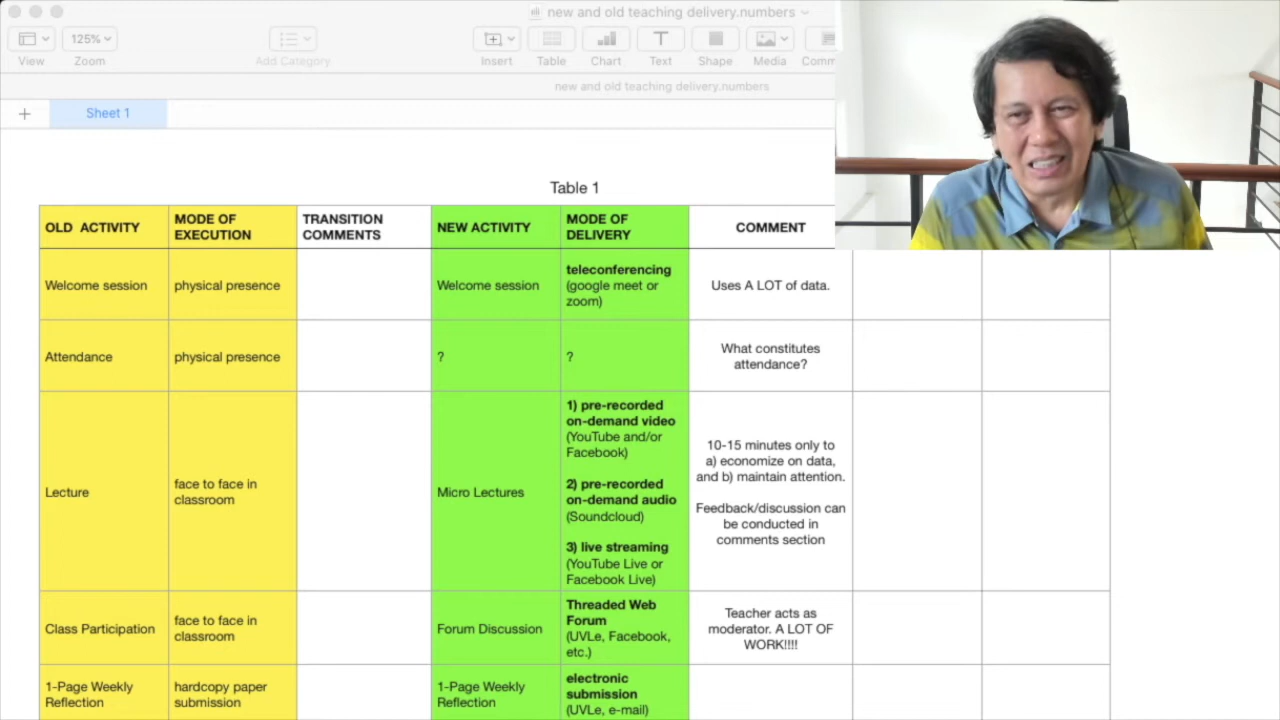 new and old teaching delivery.numbers
125%
View
Zoom
Add Category
Insert
Table
Chart
Text
Shape
Media
Comm
new and old teaching delivery.numbers
Sheet 1
Table 1
OLD ACTIVITY
MODE OF
EXECUTION
TRANSITION
COMMENTS
NEW ACTIVITY
MODE OF
DELIVERY
COMMENT
Welcome session
physical presence
Welcome session
teleconferencing
(google meet or
zoom)
Uses A LOT of data.
Attendance
physical presence
?
?
What constitutes
attendance?
Lecture
face to face in
classroom
Micro Lectures
1) pre-recorded
on-demand video
(YouTube and/or
Facebook)
2) pre-recorded
on-demand audio
(Soundcloud)
3) live streaming
(YouTube Live or
Facebook Live)
10-15 minutes only to
a) economize on data,
and b) maintain attention.
Feedback/discussion can
be conducted in
comments section
Class Participation
face to face in
classroom
Forum Discussion
Threaded Web
Forum
(UVLe, Facebook,
etc.)
Teacher acts as
moderator. A LOT OF
WORK!!!!
1-Page Weekly
Reflection
hardcopy paper
submission
1-Page Weekly
Reflection
electronic
submission
(UVLe, e-mail)